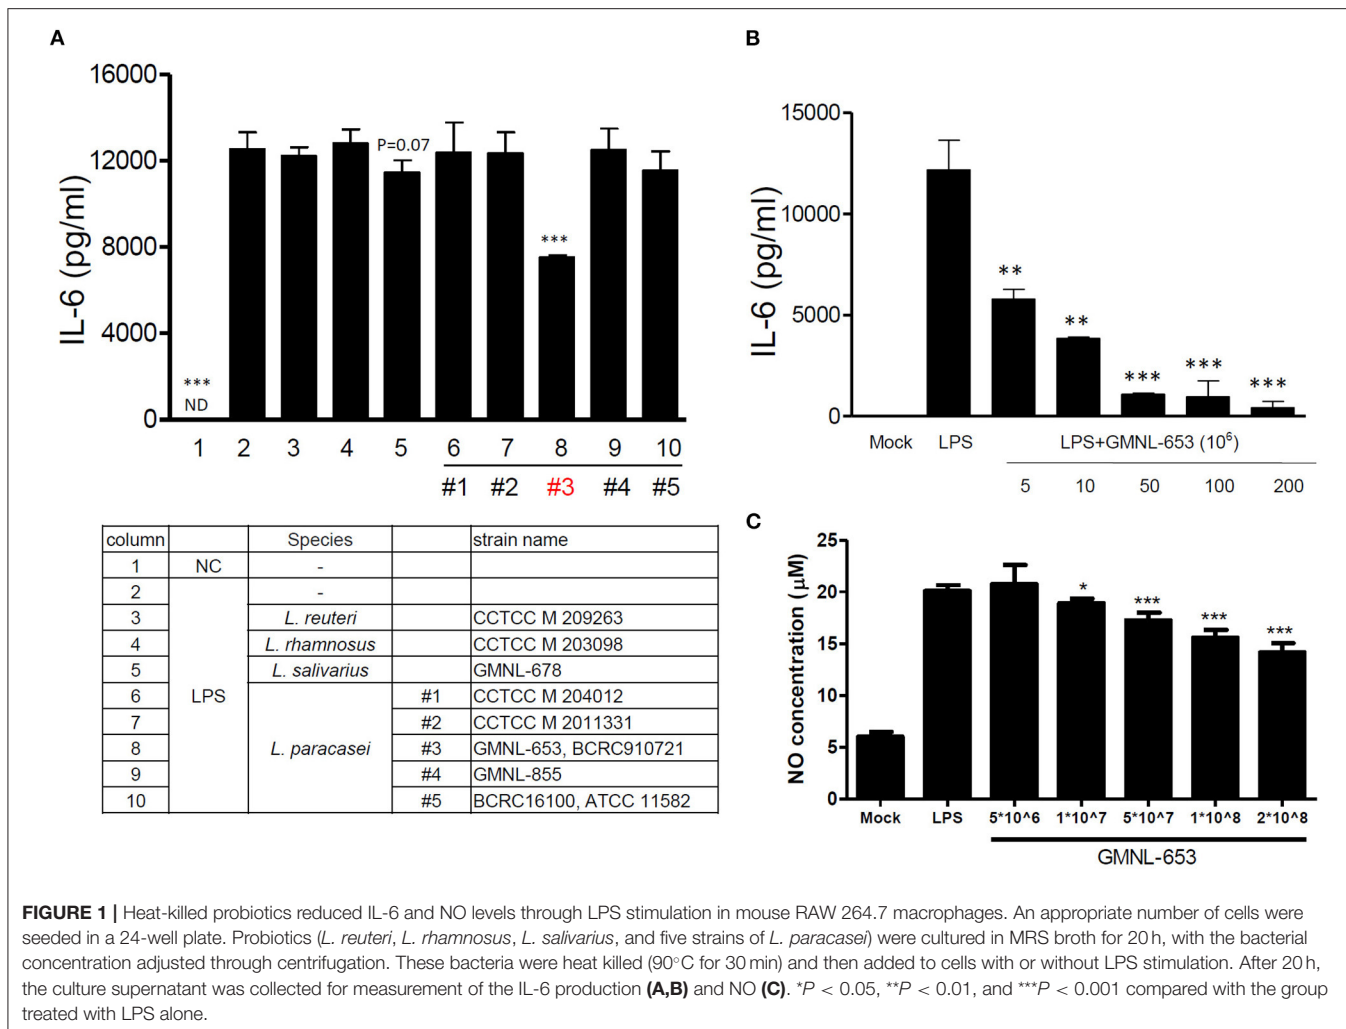 A
16000
12000
8000
4000
0
IL-6 (pg/ml)
P=0.07
***
***
ND
1 2 3 4 5 6 7 8 9 10
#1 #2 #3 #4 #5
column Species strain name
1 NC -
2 -
3 L. reuteri CCTCC M 209263
4 L. rhamnosus CCTCC M 203098
5 L. salivarius GMNL-678
6 LPS #1 CCTCC M 204012
7 #2 CCTCC M 2011331
8 L. paracasei #3 GMNL-653, BCRC910721
9 #4 GMNL-855
10 #5 BCRC16100, ATCC 11582
B
15000
10000
5000
0
IL-6 (pg/ml)
** ** *** *** ***
Mock LPS LPS+GMNL-653 (10⁶)
5 10 50 100 200
C
25
20
15
10
5
0
NO concentration (µM)
* *** *** ***
Mock LPS 5*10^6 1*10^7 5*10^7 1*10^8 2*10^8
GMNL-653
FIGURE 1 | Heat-killed probiotics reduced IL-6 and NO levels through LPS stimulation in mouse RAW 264.7 macrophages. An appropriate number of cells were
seeded in a 24-well plate. Probiotics (L. reuteri, L. rhamnosus, L. salivarius, and five strains of L. paracasei) were cultured in MRS broth for 20 h, with the bacterial
concentration adjusted through centrifugation. These bacteria were heat killed (90°C for 30 min) and then added to cells with or without LPS stimulation. After 20 h,
the culture supernatant was collected for measurement of the IL-6 production (A,B) and NO (C). *P < 0.05, **P < 0.01, and ***P < 0.001 compared with the group
treated with LPS alone.